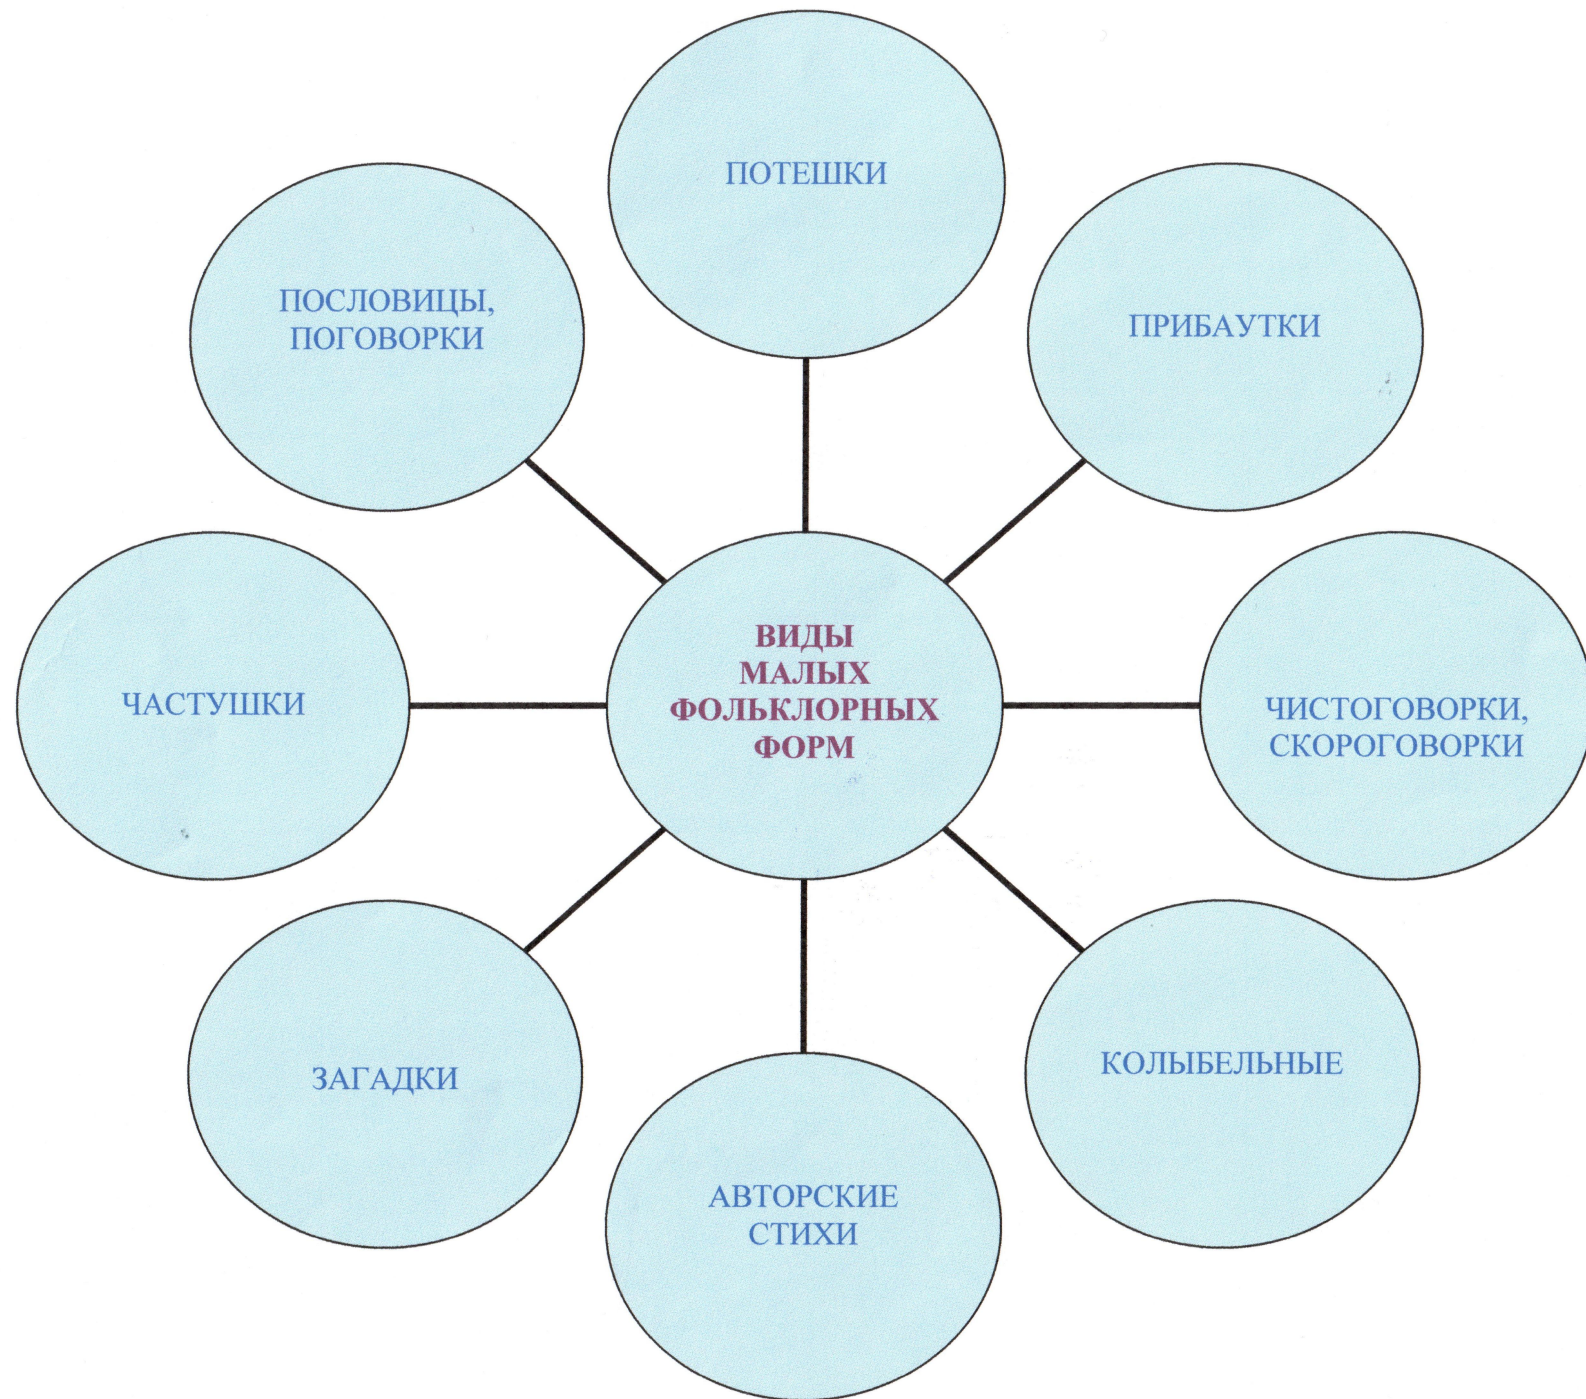 ПОТЕШКИ
ПОСЛОВИЦЫ,
ПОГОВОРКИ
ПРИБАУТКИ
ВИДЫ
МАЛЫХ
ФОЛЬКЛОРНЫХ
ФОРМ
ЧАСТУШКИ
ЧИСТОГОВОРКИ,
СКОРОГОВОРКИ
ЗАГАДКИ
КОЛЫБЕЛЬНЫЕ
АВТОРСКИЕ
СТИХИ